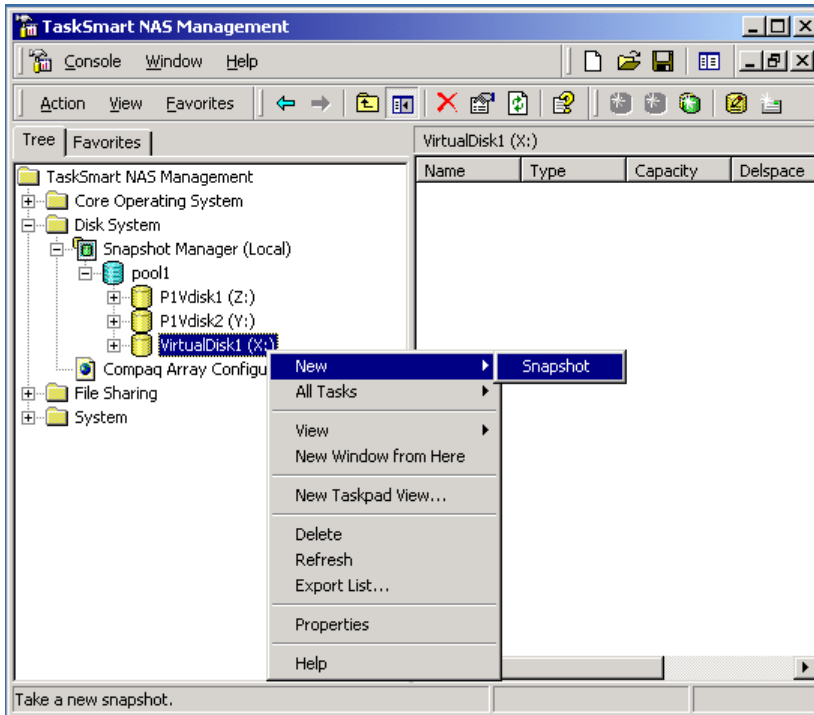 TaskSmart NAS Management
Console Window Help
Action View Favorites
Tree Favorites
VirtualDisk1 (X:)
Name Type Capacity Delspace
TaskSmart NAS Management
Core Operating System
Disk System
Snapshot Manager (Local)
pool1
P1Vdisk1 (Z:)
P1Vdisk2 (Y:)
VirtualDisk1 (X:)
Compaq Array Configu
File Sharing
System
New
Snapshot
All Tasks
View
New Window from Here
New Taskpad View...
Delete
Refresh
Export List...
Properties
Help
Take a new snapshot.